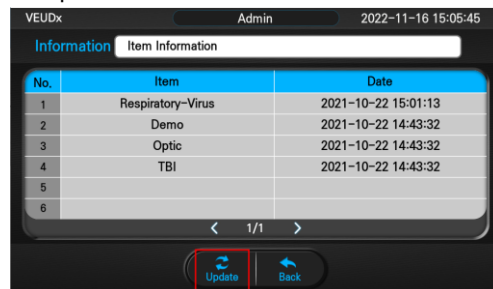 VEUDx Admin 2022-11-16 15:05:45
Information Item Information
No. Item Date
1 Respiratory-Virus 2021-10-22 15:01:13
2 Demo 2021-10-22 14:43:32
3 Optic 2021-10-22 14:43:32
4 TBI 2021-10-22 14:43:32
5
6
< 1/1 >
Update Back